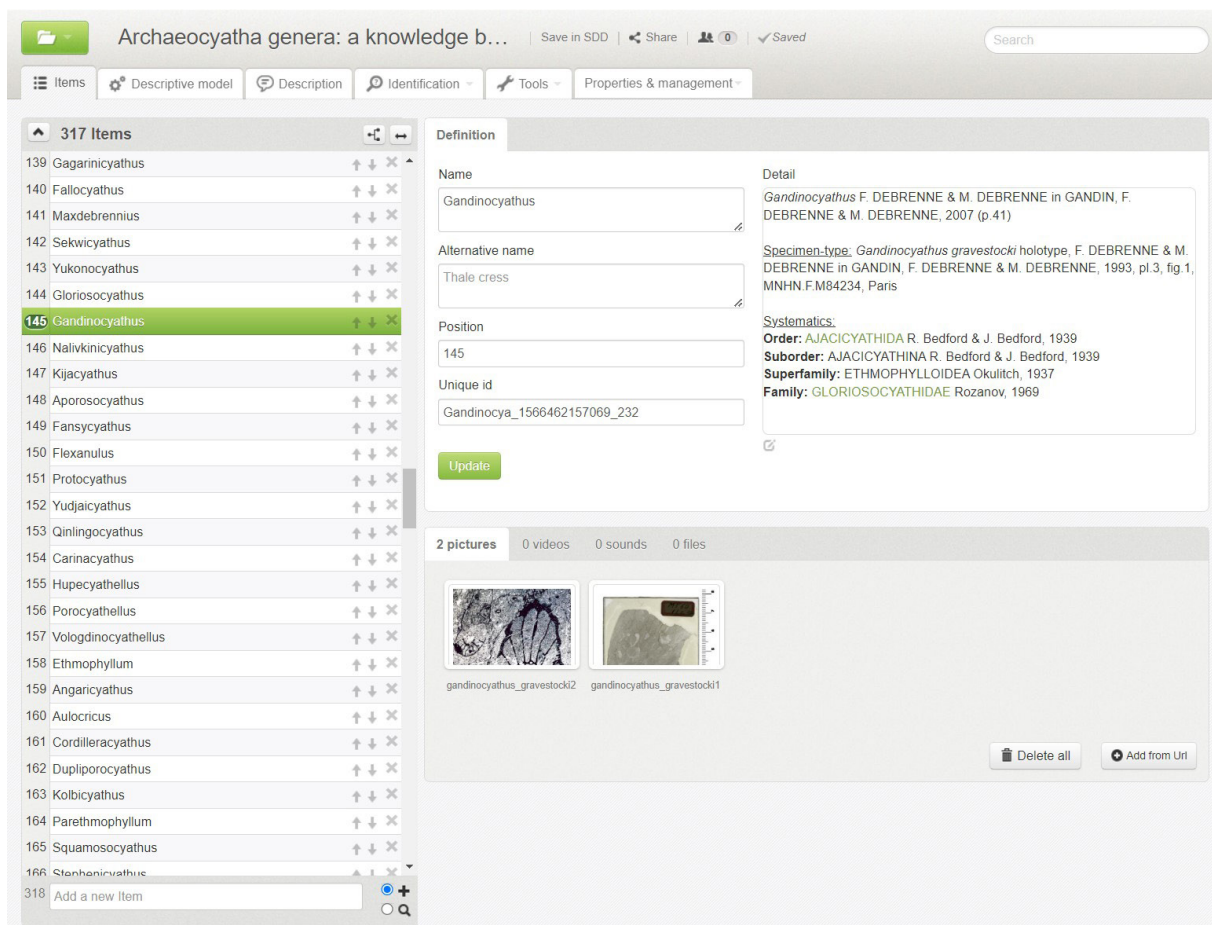 Archaeocyatha genera: a knowledge b...
Save in SDD
Share
0
Saved
Search
Items
Descriptive model
Description
Identification
Tools
Properties & management
317 Items
139 Gagarinicyathus
140 Fallocyathus
141 Maxdebrennius
142 Sekwicyathus
143 Yukonocyathus
144 Gloriosocyathus
145 Gandinocyathus
146 Nalivkinicyathus
147 Kijacyathus
148 Aporosocyathus
149 Fansycyathus
150 Flexanulus
151 Protocyathus
152 Yudjaicyathus
153 Qinlingocyathus
154 Carinacyathus
155 Hupecyathellus
156 Porocyathellus
157 Vologdinocyathellus
158 Ethmophyllum
159 Angaricyathus
160 Aulocricus
161 Cordilleracyathus
162 Dupliporocyathus
163 Kolbicyathus
164 Parethmophyllum
165 Squamosocyathus
166 Stephenicyathus
318 Add a new Item
Definition
Name
Gandinocyathus
Alternative name
Thale cress
Position
145
Unique id
Gandinocya_1566462157069_232
Update
Detail
Gandinocyathus F. DEBRENNE & M. DEBRENNE in GANDIN, F.
DEBRENNE & M. DEBRENNE, 2007 (p.41)
Specimen-type: Gandinocyathus gravestocki holotype, F. DEBRENNE & M.
DEBRENNE in GANDIN, F. DEBRENNE & M. DEBRENNE, 1993, pl.3, fig.1,
MNHN.F.M84234, Paris
Systematics:
Order: AJACICYATHIDA R. Bedford & J. Bedford, 1939
Suborder: AJACICYATHINA R. Bedford & J. Bedford, 1939
Superfamily: ETHMOPHYLLOIDEA Okulitch, 1937
Family: GLORIOSOCYATHIDAE Rozanov, 1969
2 pictures
0 videos
0 sounds
0 files
gandinocyathus_gravestocki2
gandinocyathus_gravestocki1
Delete all
Add from Url